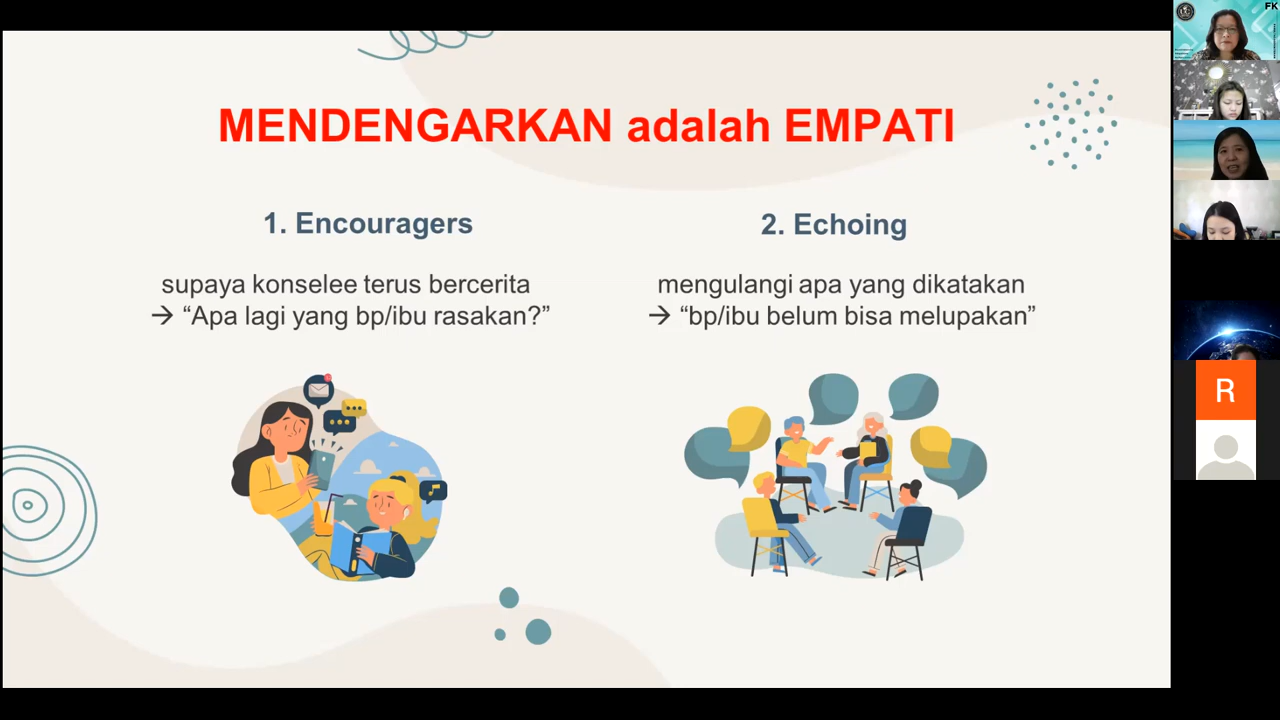 MENDENGARKAN adalah EMPATI
1. Encouragers
supaya konselee terus bercerita
→ “Apa lagi yang bp/ibu rasakan?”
2. Echoing
mengulangi apa yang dikatakan
→ “bp/ibu belum bisa melupakan”
FK
R